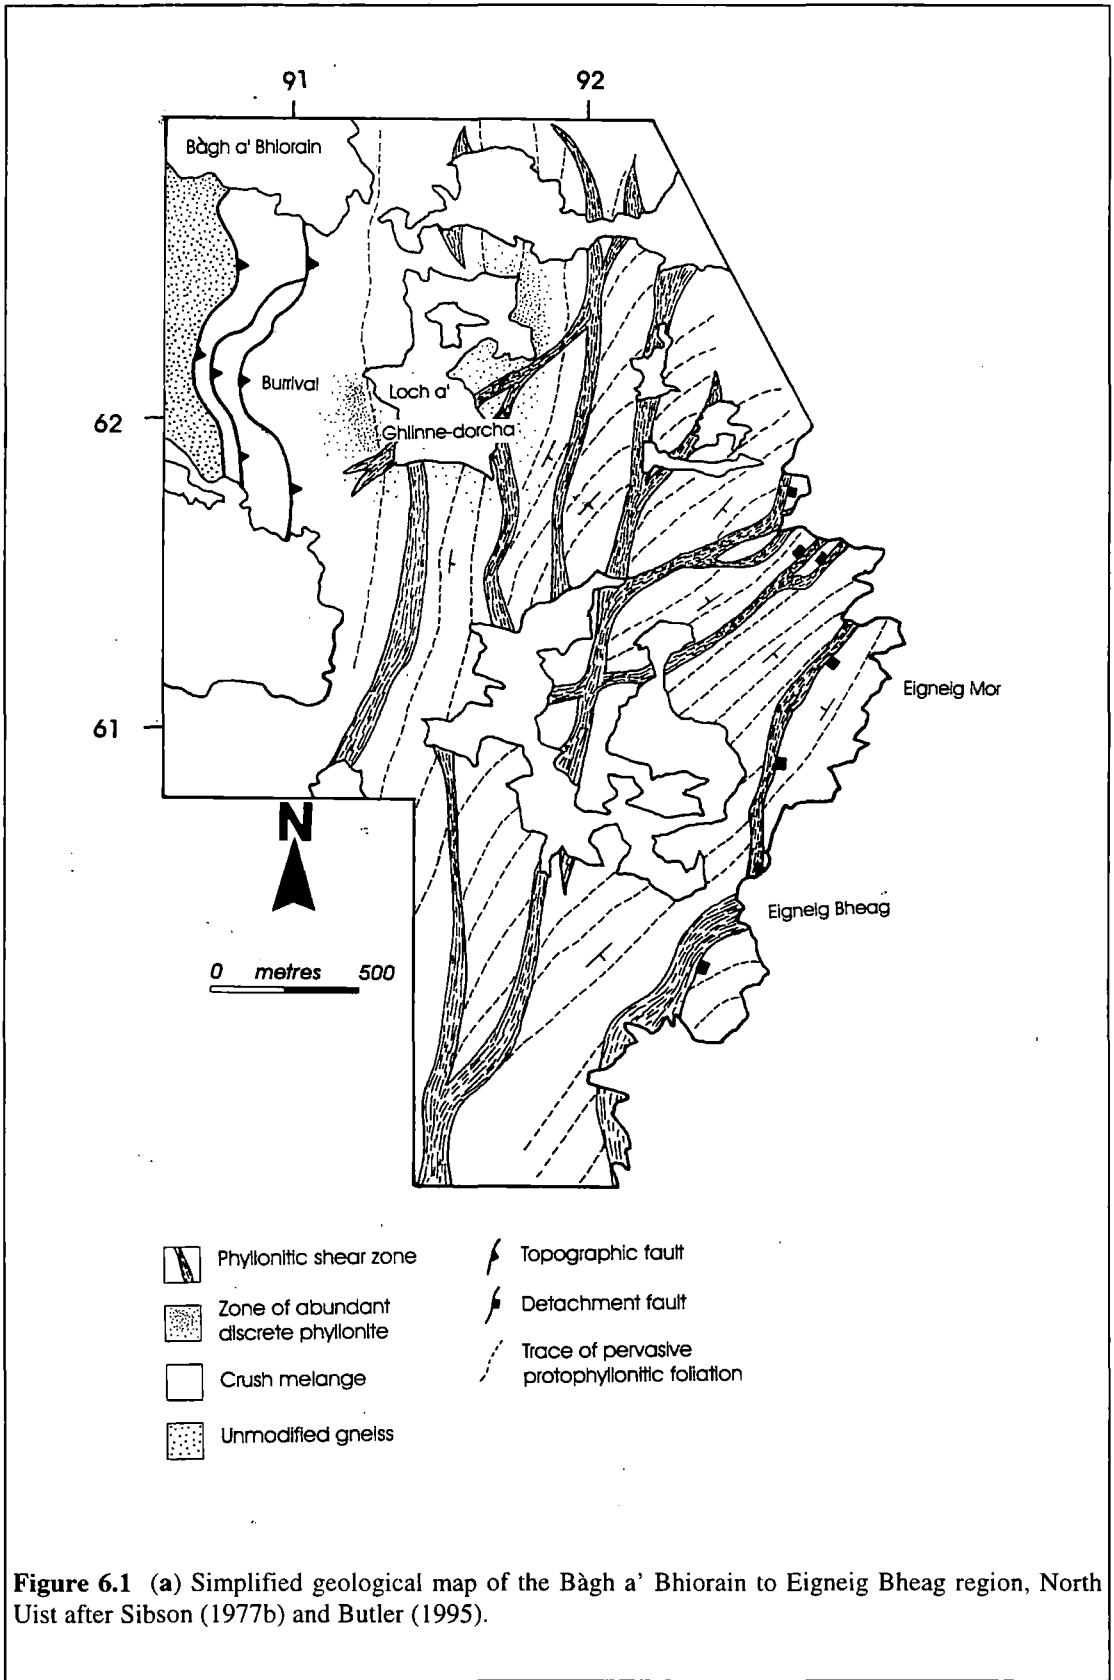 91
92
Bàgh a' Bhiorain
Burrival
Loch a'
Ghlinne-dorcha
62
61
Eigneig Mor
N
Eigneig Bheag
0 metres 500
Phyllonitic shear zone
Zone of abundant
discrete phyllonite
Crush melange
Unmodified gneiss
Topographic fault
Detachment fault
Trace of pervasive
protophyllonitic foliation
Figure 6.1 (a) Simplified geological map of the Bàgh a' Bhiorain to Eigneig Bheag region, North
Uist after Sibson (1977b) and Butler (1995).